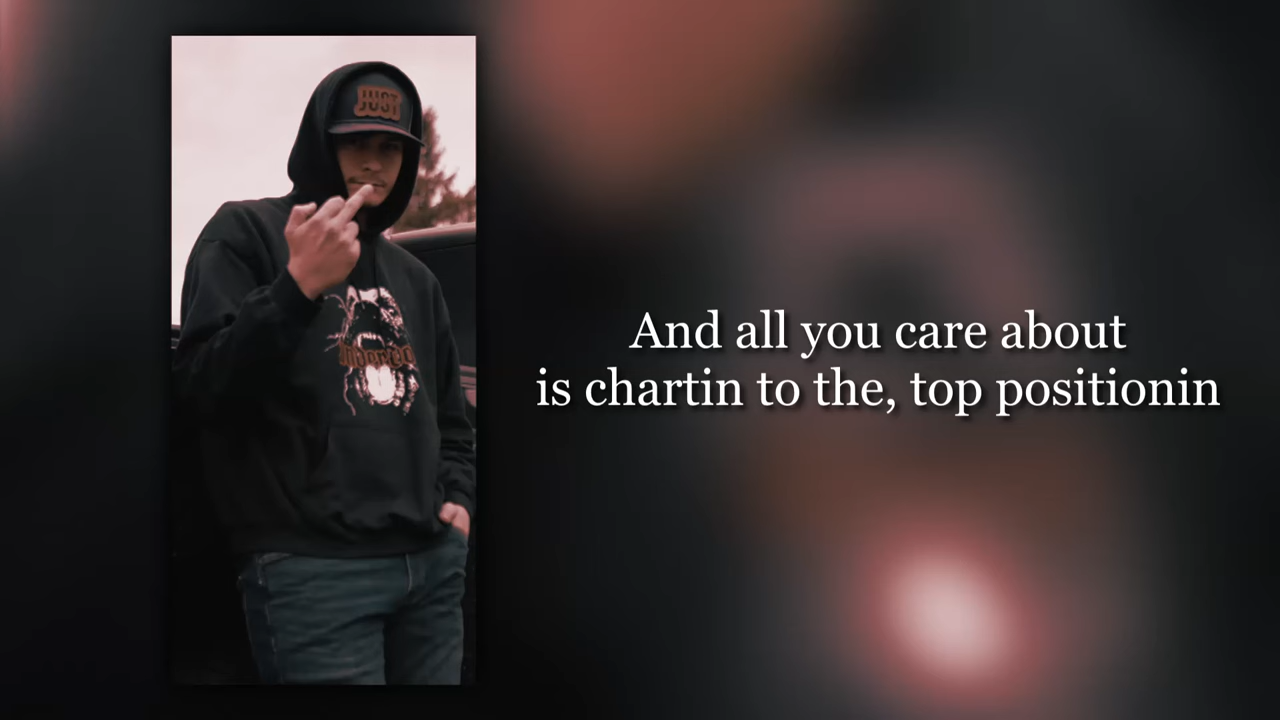 JUST
And all you care about
is chartin to the, top positionin